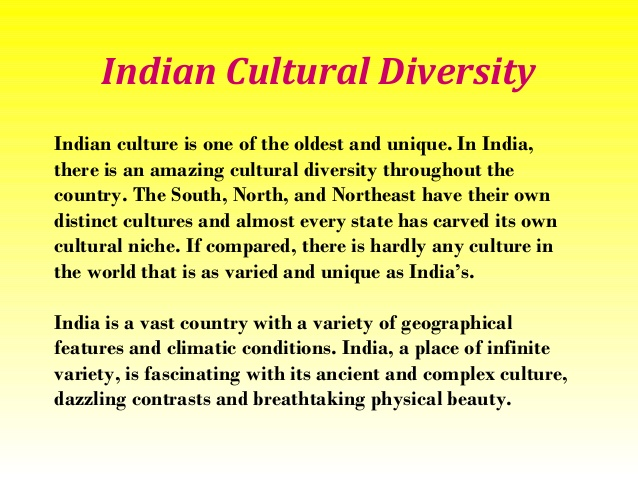 Indian Cultural Diversity
Indian culture is one of the oldest and unique. In India,
there is an amazing cultural diversity throughout the
country. The South, North, and Northeast have their own
distinct cultures and almost every state has carved its own
cultural niche. If compared, there is hardly any culture in
the world that is as varied and unique as India’s.
India is a vast country with a variety of geographical
features and climatic conditions. India, a place of infinite
variety, is fascinating with its ancient and complex culture,
dazzling contrasts and breathtaking physical beauty.